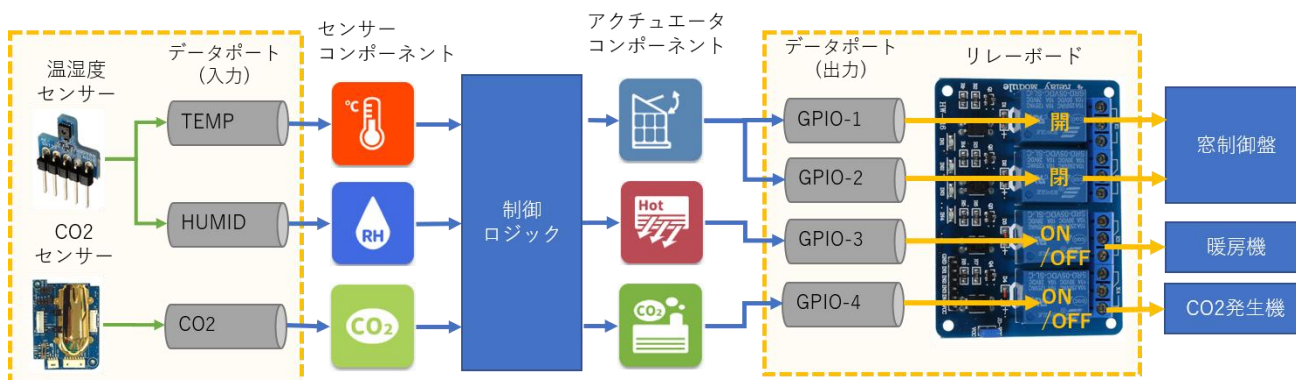 温湿度
センサー
データポート
(入力)
センサー
コンポーネント
アクチュエータ
コンポーネント
データポート
(出力)
リレーボード
TEMP
HUMID
CO2
センサー
CO2
℃
RH
CO2
制御
ロジック
Hot
CO2
GPIO-1
GPIO-2
GPIO-3
GPIO-4
開
閉
ON
/OFF
ON
/OFF
窓制御盤
暖房機
CO2発生機